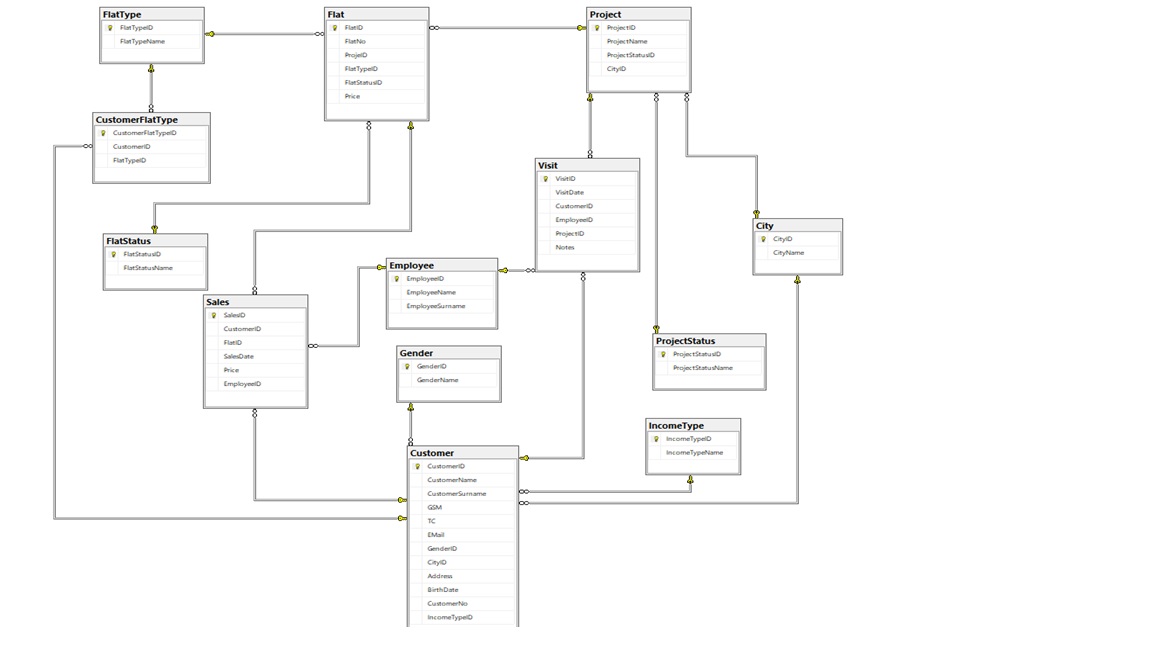 FlatType
FlatTypeID
FlatTypeName
Flat
FlatID
FlatNo
ProjeID
FlatTypeID
FlatStatusID
Price
Project
ProjectID
ProjectName
ProjectStatusID
CityID
CustomerFlatType
CustomerFlatTypeID
CustomerID
FlatTypeID
Visit
VisitID
VisitDate
CustomerID
EmployeeID
ProjectID
Notes
City
CityID
CityName
FlatStatus
FlatStatusID
FlatStatusName
Employee
EmployeeID
EmployeeName
EmployeeSurname
Sales
SalesID
CustomerID
FlatID
SalesDate
Price
EmployeeID
ProjectStatus
ProjectStatusID
ProjectStatusName
Gender
GenderID
GenderName
IncomeType
IncomeTypeID
IncomeTypeName
Customer
CustomerID
CustomerName
CustomerSurname
GSM
TC
EMail
GenderID
CityID
Address
BirthDate
CustomerNo
IncomeTypeID